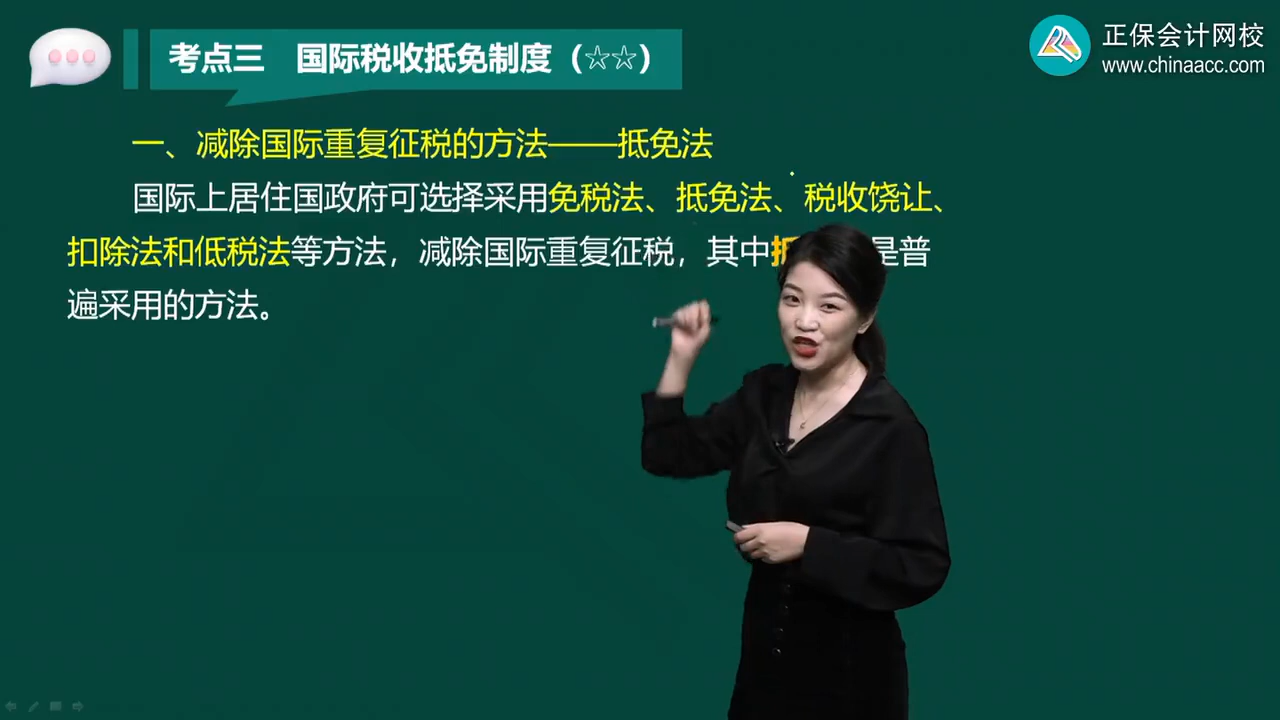 考点三 国际税收抵免制度（☆☆）
正保会计网校
www.chinaacc.com
一、减除国际重复征税的方法——抵免法
国际上居住国政府可选择采用免税法、抵免法、税收饶让、
扣除法和低税法等方法，减除国际重复征税，其中 是普
遍采用的方法。